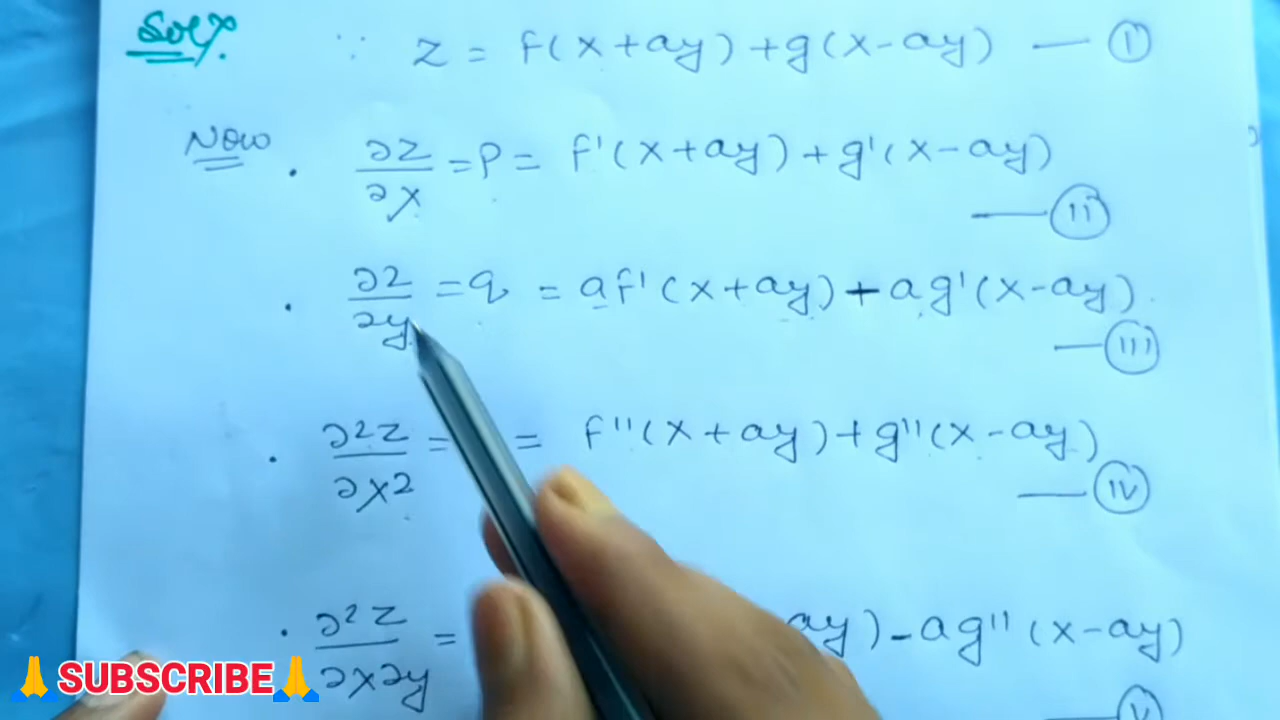 Sol?
∵ z = f(x+ay) + g(x-ay) — (I)
Now . ∂z/∂x = p = f'(x+ay) + g'(x-ay)
— (II)
. ∂z/∂y = q = af'(x+ay) - ag'(x-ay)
— (III)
. ∂²z/∂x² = = f''(x+ay) + g''(x-ay)
— (IV)
. ∂²z/∂x∂y = ay) - ag''(x-ay)
— (V)
🙏SUBSCRIBE🙏